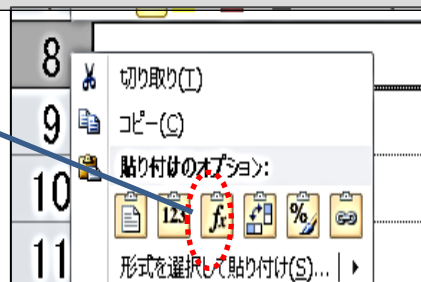 8
切り取り(T)
9
コピー(C)
貼り付けのオプション:
10
123 fx %
11
形式を選択して貼り付け(S)...